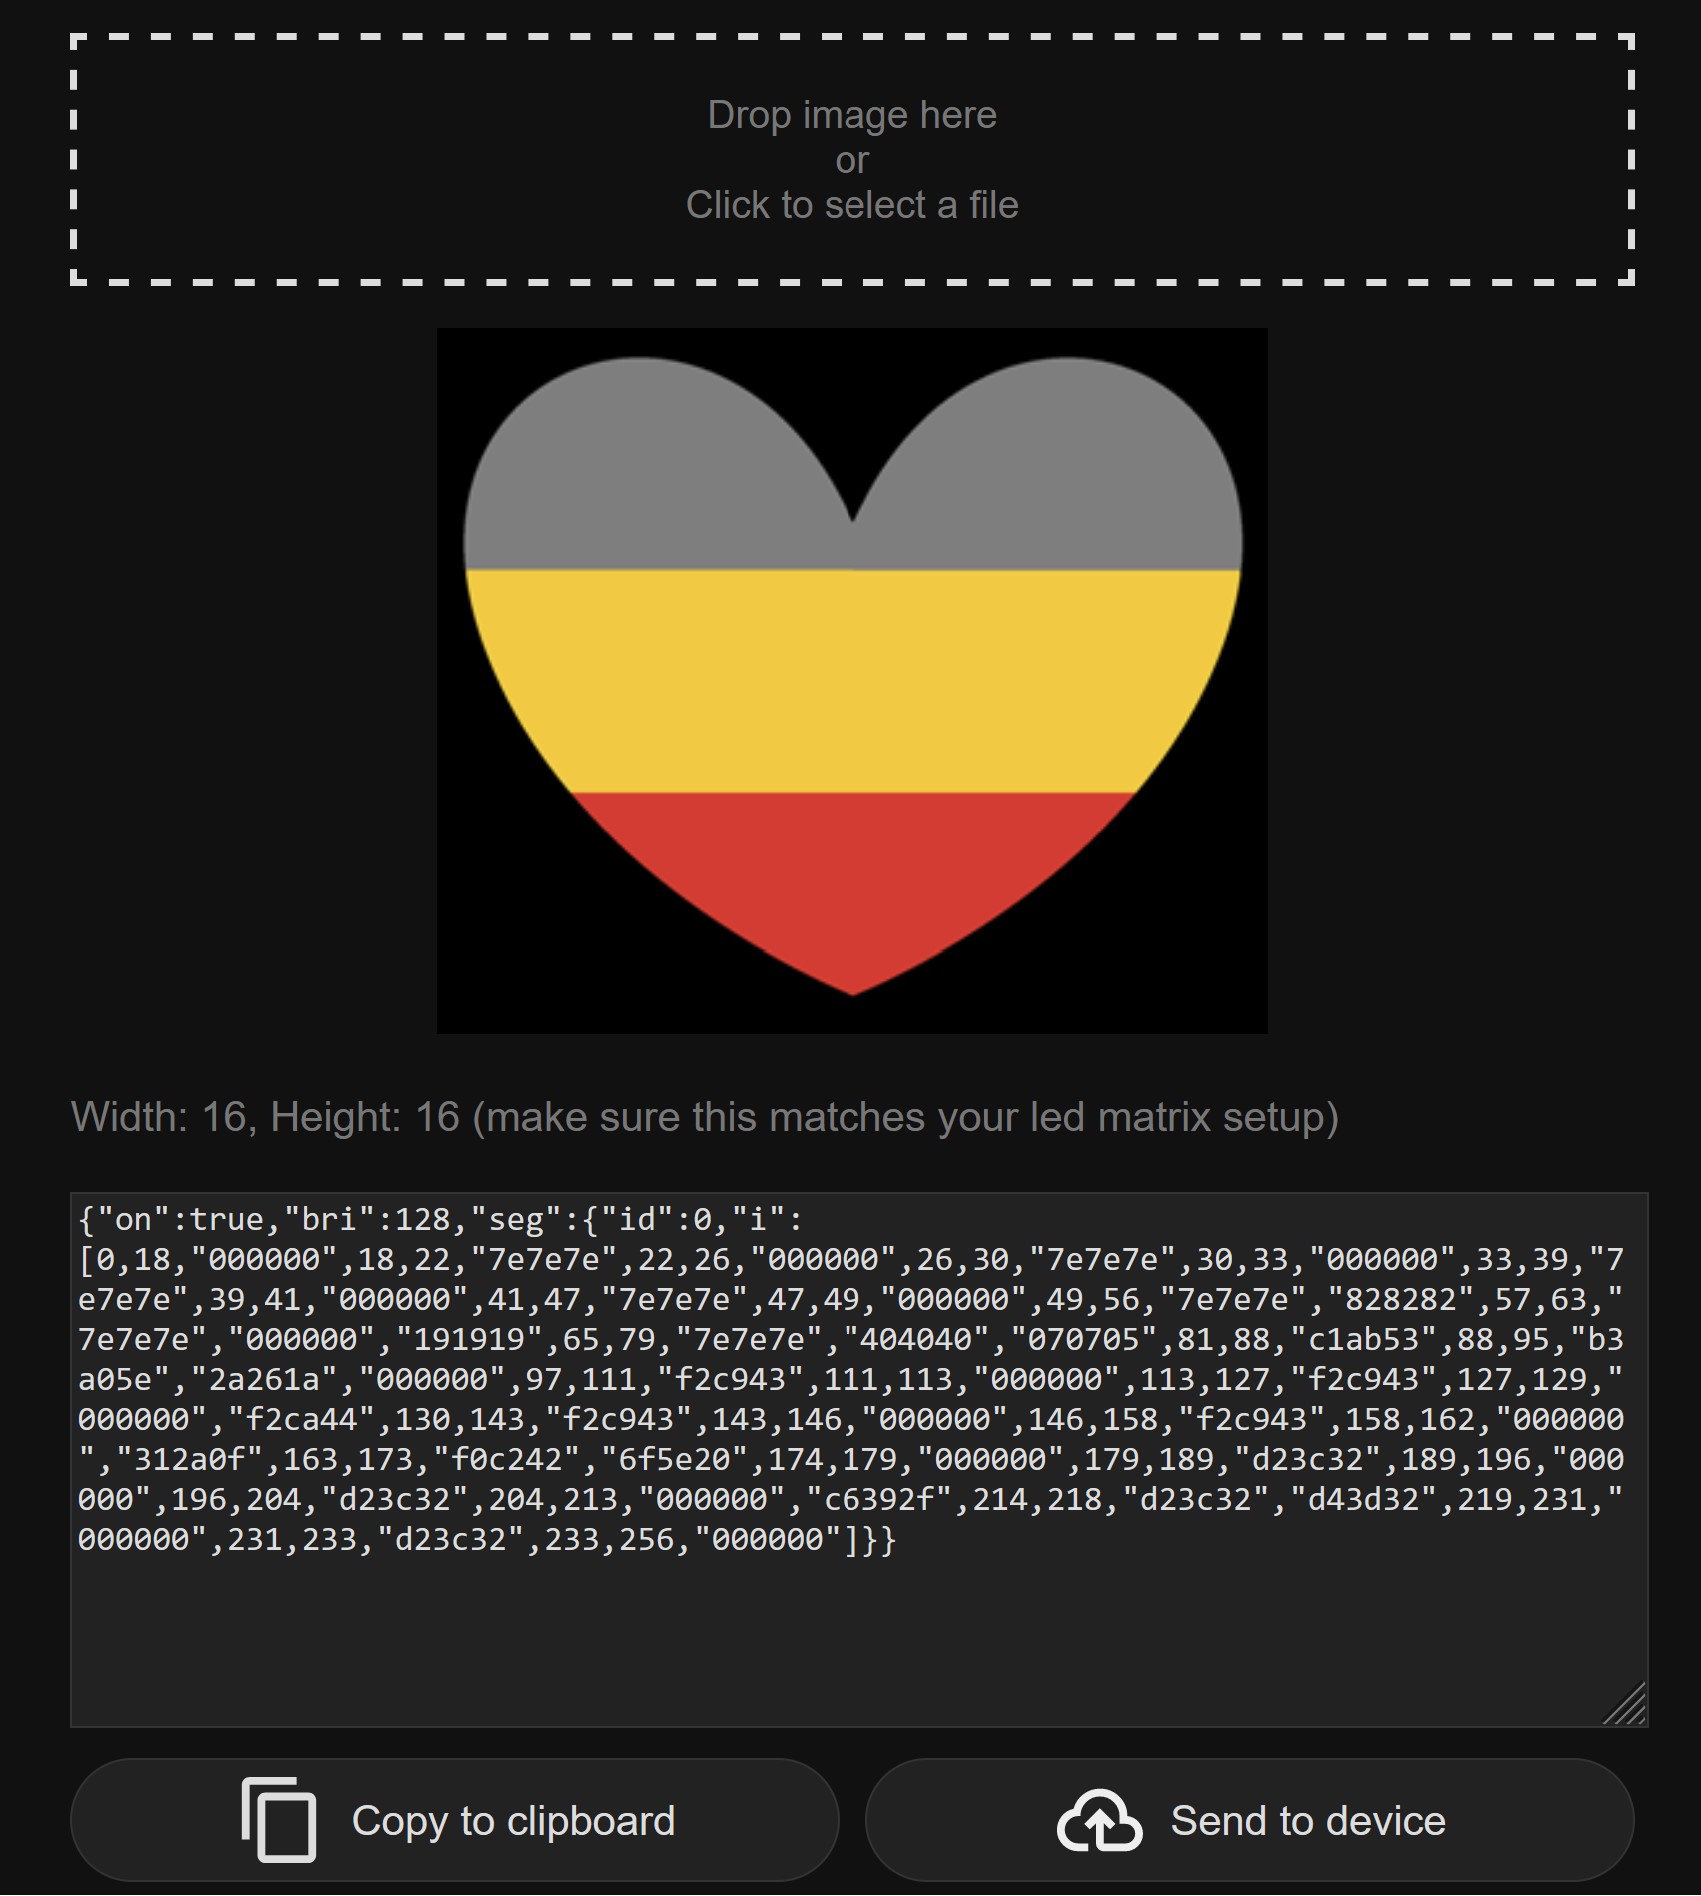 Drop image here
or
Click to select a file
Width: 16, Height: 16 (make sure this matches your led matrix setup)
{"on":true,"bri":128,"seg":{"id":0,"i":
[0,18,"000000",18,22,"7e7e7e",22,26,"000000",26,30,"7e7e7e",30,33,"000000",33,39,"7
e7e7e",39,41,"000000",41,47,"7e7e7e",47,49,"000000",49,56,"7e7e7e","828282",57,63,"
7e7e7e","000000","191919",65,79,"7e7e7e","404040","070705",81,88,"c1ab53",88,95,"b3
a05e","2a261a","000000",97,111,"f2c943",111,113,"000000",113,127,"f2c943",127,129,"
000000","f2ca44",130,143,"f2c943",143,146,"000000",146,158,"f2c943",158,162,"000000
","312a0f",163,173,"f0c242","6f5e20",174,179,"000000",179,189,"d23c32",189,196,"000
000",196,204,"d23c32",204,213,"000000","c6392f",214,218,"d23c32","d43d32",219,231,"
000000",231,233,"d23c32",233,256,"000000"]}}
Copy to clipboard
Send to device